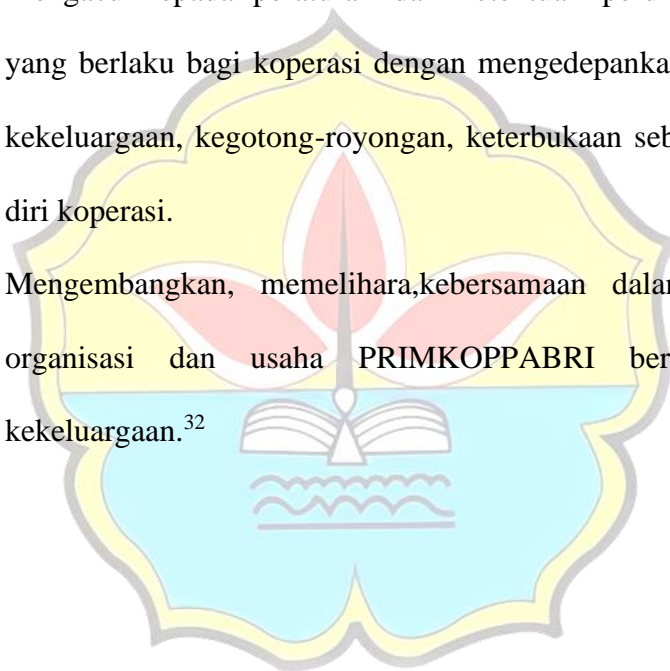 yang berlaku bagi koperasi dengan mengedepanka
kekeluargaan, kegotong-royongan, keterbukaan seb
diri koperasi.
Mengembangkan, memelihara,kebersamaan dalar
organisasi dan usaha PRIMKOPPABRI ber
kekeluargaan.32